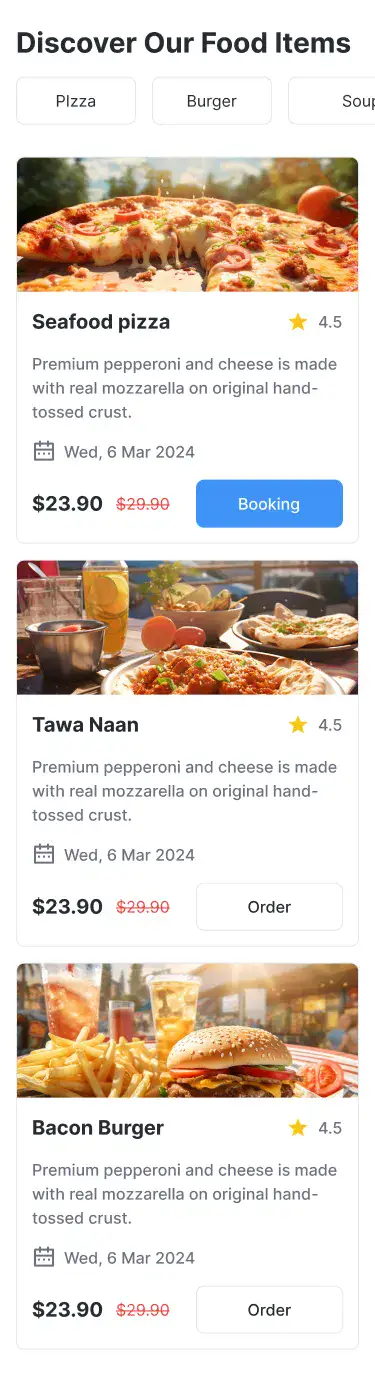 Discover Our Food Items
PIzza
Burger
Soup
Seafood pizza
4.5
Premium pepperoni and cheese is made
with real mozzarella on original hand-
tossed crust.
Wed, 6 Mar 2024
$23.90 $29.90
Booking
Tawa Naan
4.5
Premium pepperoni and cheese is made
with real mozzarella on original hand-
tossed crust.
Wed, 6 Mar 2024
$23.90 $29.90
Order
Bacon Burger
4.5
Premium pepperoni and cheese is made
with real mozzarella on original hand-
tossed crust.
Wed, 6 Mar 2024
$23.90 $29.90
Order